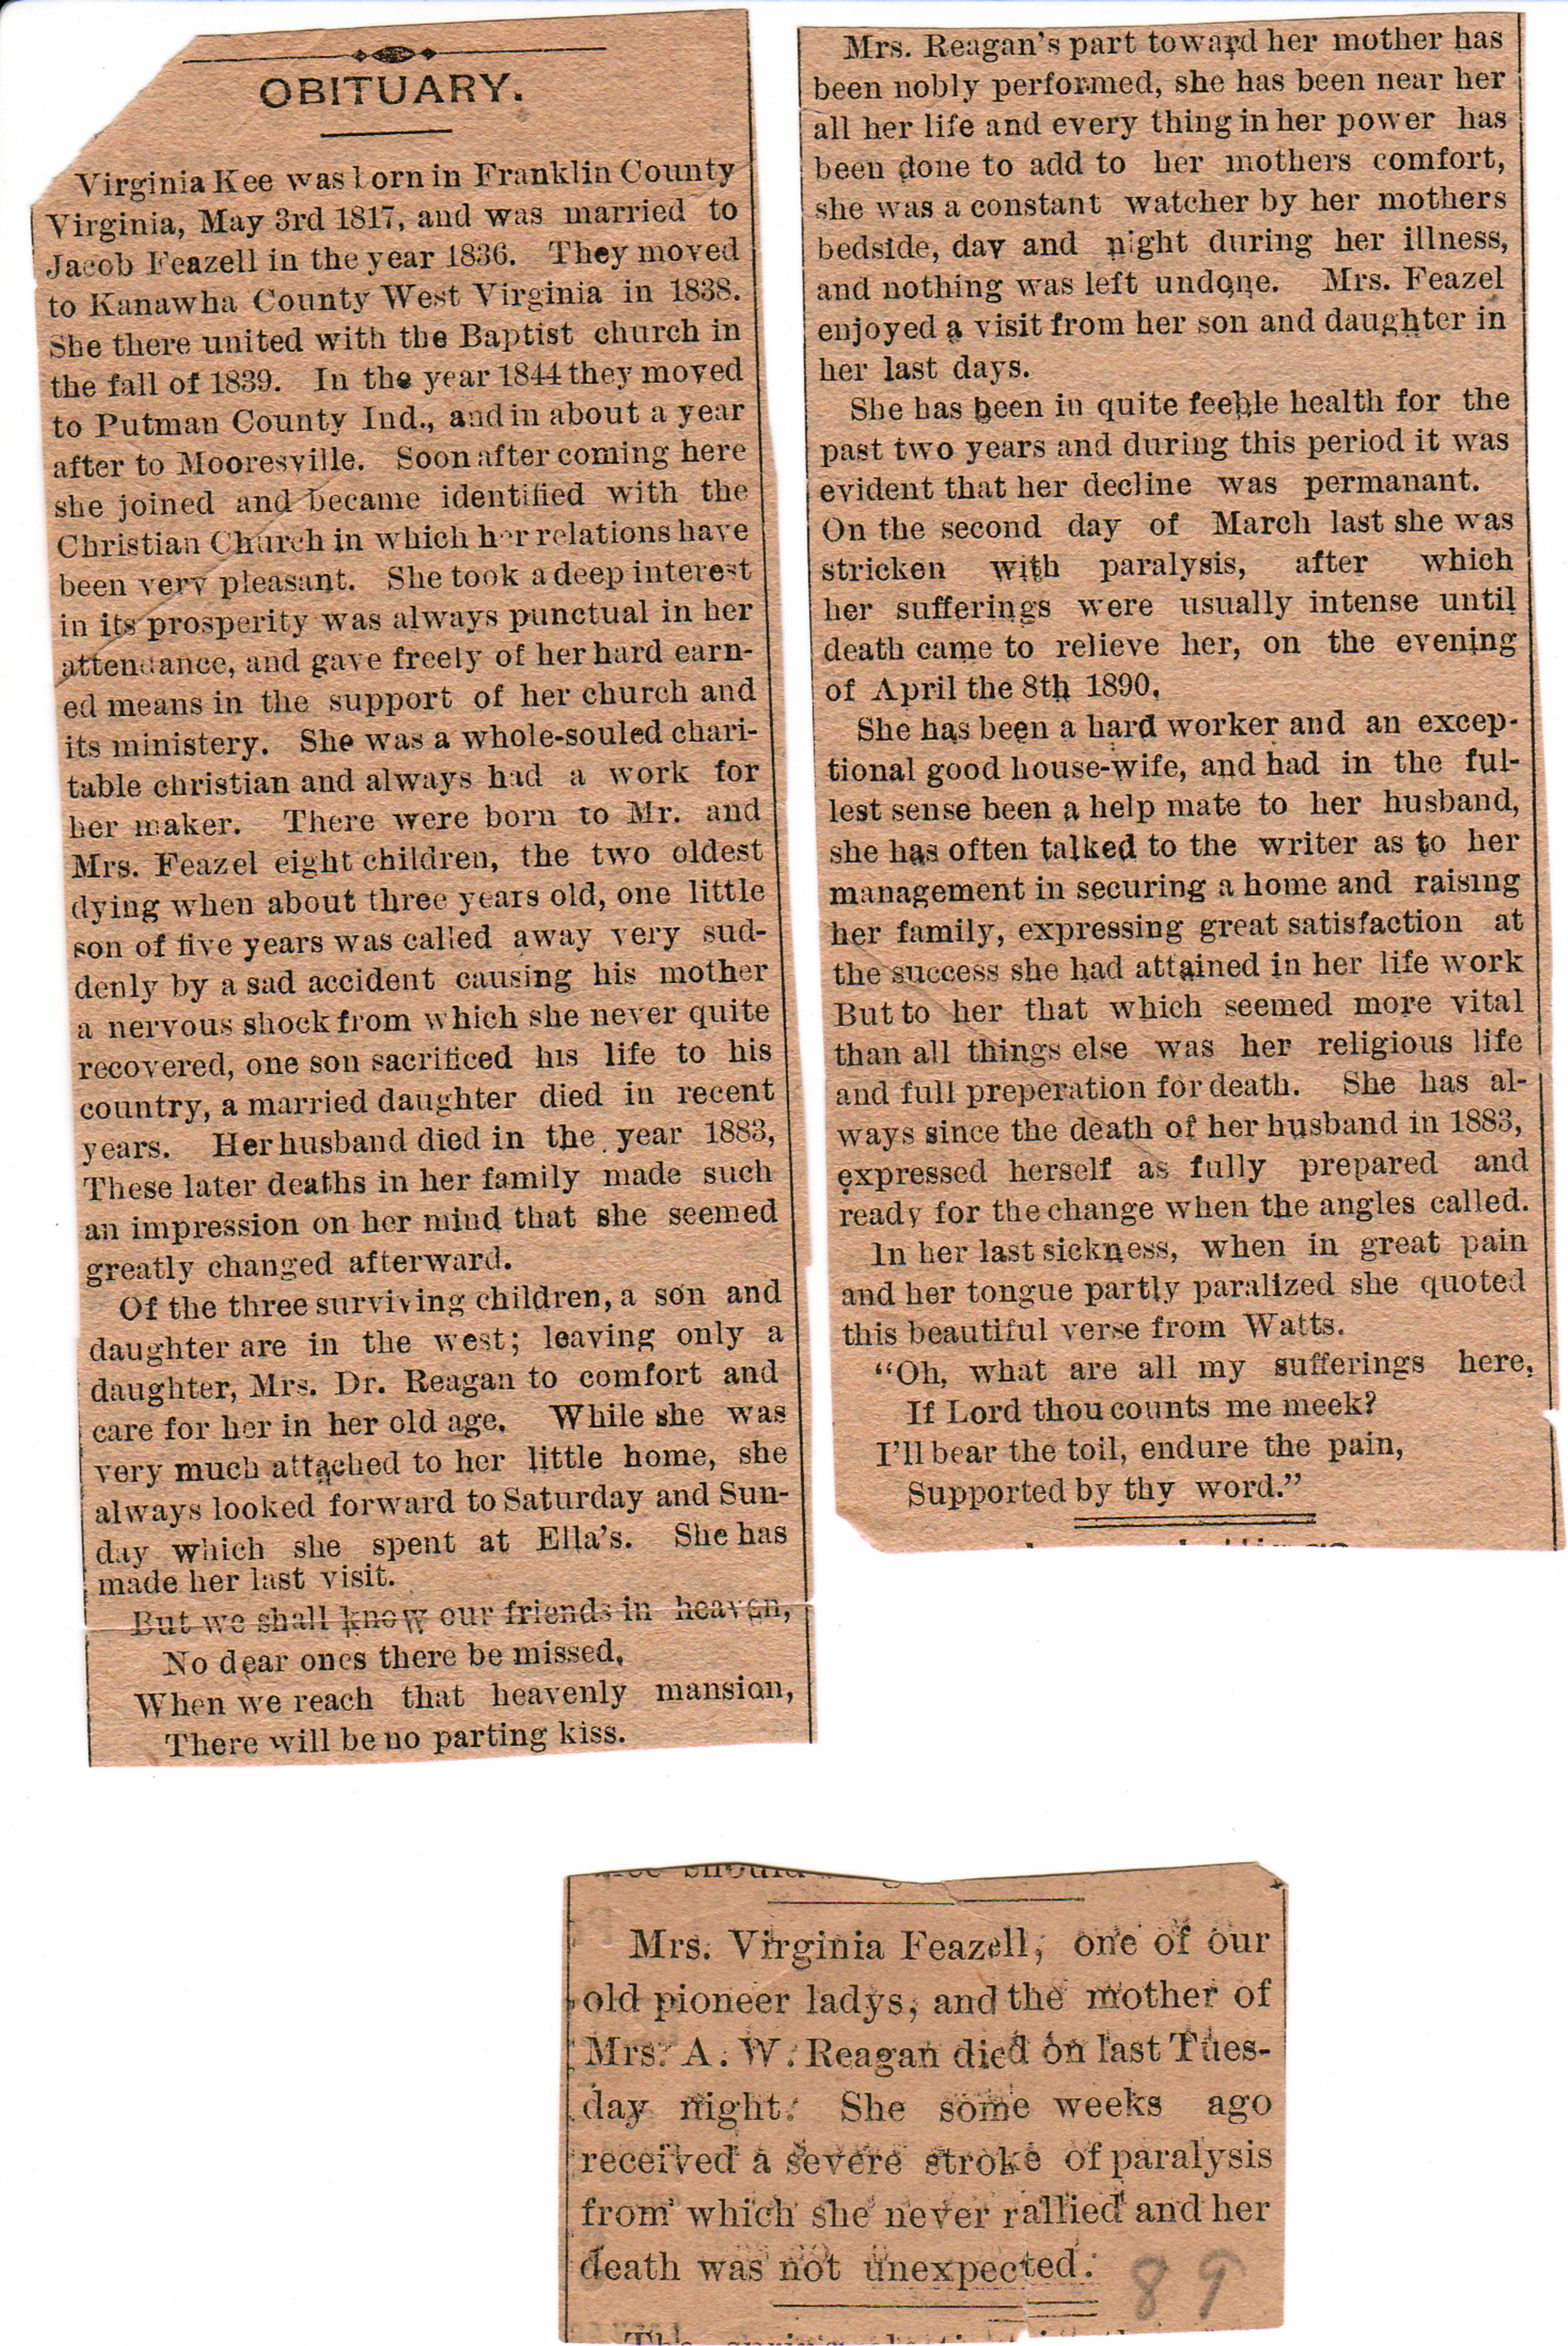 OBITUARY.
Virginia Kee was born in Franklin County
Virginia, May 3rd 1817, and was married to
Jacob Feazell in the year 1836. They moved
to Kanawha County West Virginia in 1838.
She there united with the Baptist church in
the fall of 1839. In the year 1844 they moved
to Putman County Ind., and in about a year
after to Mooresville. Soon after coming here
she joined and became identified with the
Christian Church in which her relations have
been very pleasant. She took a deep interest
in its prosperity was always punctual in her
attendance, and gave freely of her hard earn-
ed means in the support of her church and
its ministery. She was a whole-souled chari-
table christian and always had a work for
her maker. There were born to Mr. and
Mrs. Feazel eight children, the two oldest
dying when about three years old, one little
son of five years was called away very sud-
denly by a sad accident causing his mother
a nervous shock from which she never quite
recovered, one son sacrificed his life to his
country, a married daughter died in recent
years. Her husband died in the year 1883,
These later deaths in her family made such
an impression on her mind that she seemed
greatly changed afterward.
Of the three surviving children, a son and
daughter are in the west; leaving only a
daughter, Mrs. Dr. Reagan to comfort and
care for her in her old age. While she was
very much attached to her little home, she
always looked forward to Saturday and Sun-
day which she spent at Ella's. She has
made her last visit.
But we shall know our friends in heaven,
No dear ones there be missed,
When we reach that heavenly mansion,
There will be no parting kiss.
Mrs. Reagan's part toward her mother has
been nobly performed, she has been near her
all her life and every thing in her power has
been done to add to her mothers comfort,
she was a constant watcher by her mothers
bedside, day and night during her illness,
and nothing was left undone. Mrs. Feazel
enjoyed a visit from her son and daughter in
her last days.
She has been in quite feeble health for the
past two years and during this period it was
evident that her decline was permanant.
On the second day of March last she was
stricken with paralysis, after which
her sufferings were usually intense until
death came to relieve her, on the evening
of April the 8th 1890.
She has been a hard worker and an excep-
tional good house-wife, and had in the ful-
lest sense been a help mate to her husband,
she has often talked to the writer as to her
management in securing a home and raising
her family, expressing great satisfaction at
the success she had attained in her life work
But to her that which seemed more vital
than all things else was her religious life
and full preperation for death. She has al-
ways since the death of her husband in 1883,
expressed herself as fully prepared and
ready for the change when the angles called.
In her last sickness, when in great pain
and her tongue partly paralized she quoted
this beautiful verse from Watts.
"Oh, what are all my sufferings here,
If Lord thou counts me meek?
I'll bear the toil, endure the pain,
Supported by thy word."
Mrs. Virginia Feazell, one of our
old pioneer ladys, and the mother of
Mrs. A. W. Reagan died on last Tues-
day night. She some weeks ago
received a severe stroke of paralysis
from which she never rallied and her
death was not unexpected.
89